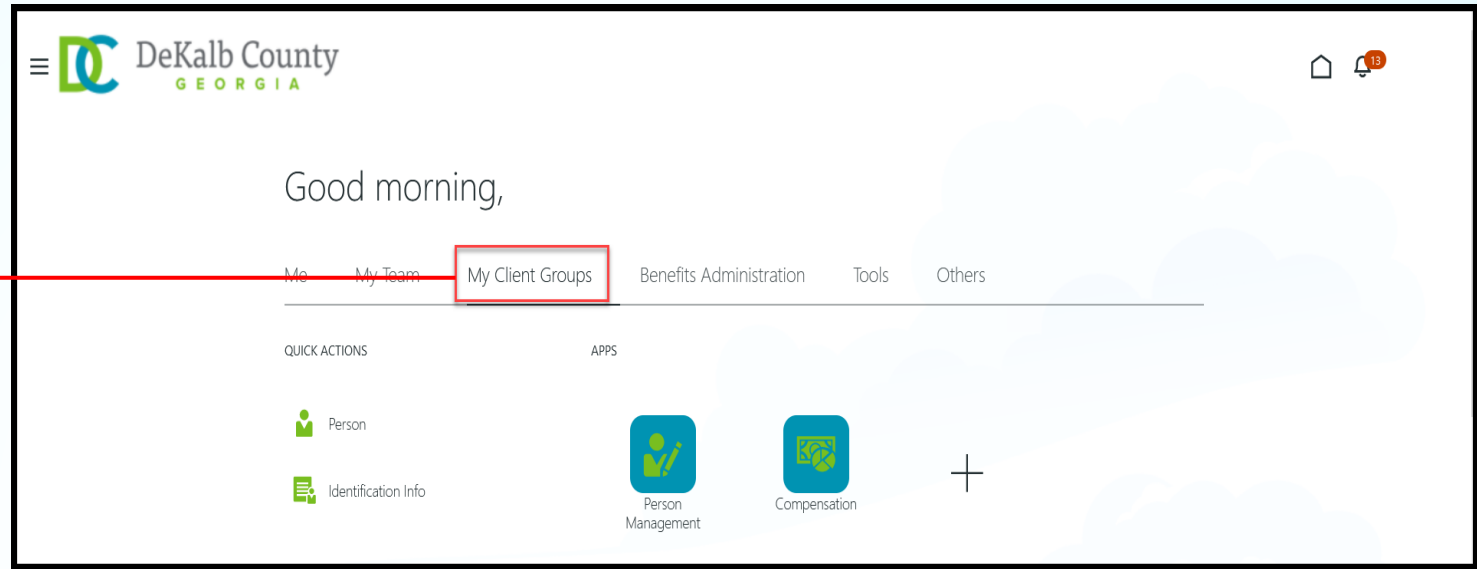 DeKalb County
GEORGIA
13
Good morning,
Me My Team My Client Groups Benefits Administration Tools Others
QUICK ACTIONS APPS
Person
Identification Info
Person
Management
Compensation